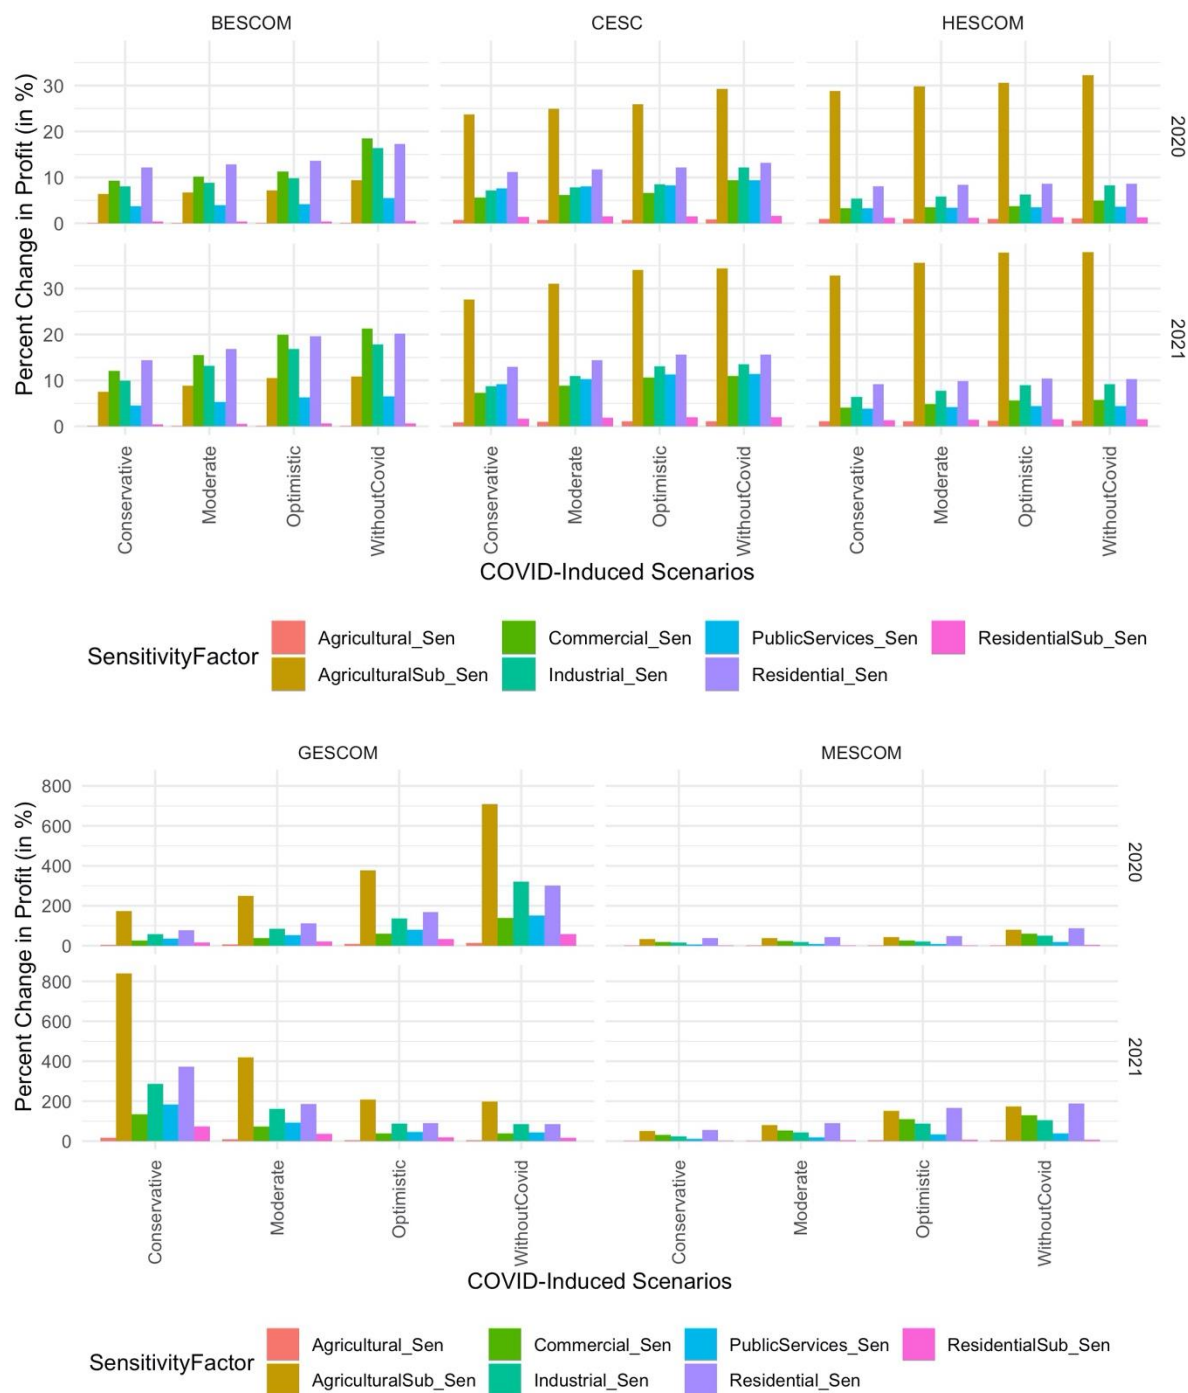 BESCOM CESC HESCOM
Percent Change in Profit (in %)
30
20
10
0
2020
30
20
10
0
2021
Conservative Moderate Optimistic WithoutCovid Conservative Moderate Optimistic WithoutCovid Conservative Moderate Optimistic WithoutCovid
COVID-Induced Scenarios
SensitivityFactor
Agricultural_Sen Commercial_Sen PublicServices_Sen ResidentialSub_Sen
AgriculturalSub_Sen Industrial_Sen Residential_Sen
GESCOM MESCOM
Percent Change in Profit (in %)
800
600
400
200
0
2020
800
600
400
200
0
2021
Conservative Moderate Optimistic WithoutCovid Conservative Moderate Optimistic WithoutCovid
COVID-Induced Scenarios
SensitivityFactor
Agricultural_Sen Commercial_Sen PublicServices_Sen ResidentialSub_Sen
AgriculturalSub_Sen Industrial_Sen Residential_Sen